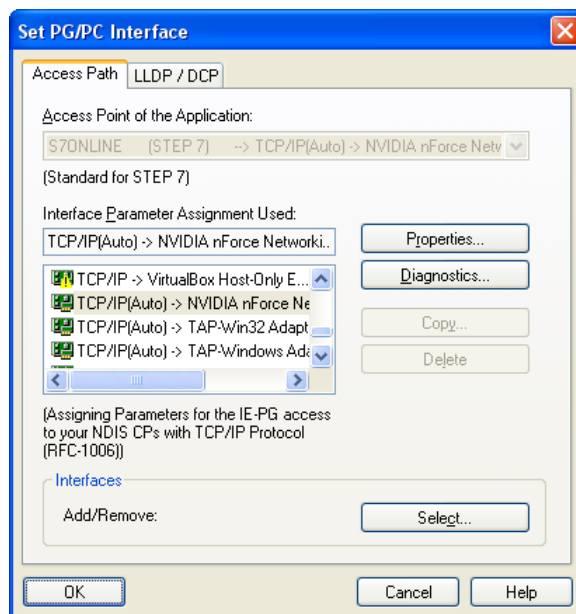 Set PG/PC Interface
Access Path
LLDP / DCP
Access Point of the Application:
S7ONLINE (STEP 7) --> TCP/IP(Auto) -> NVIDIA nForce Netw
(Standard for STEP 7)
Interface Parameter Assignment Used:
TCP/IP(Auto) -> NVIDIA nForce Networki..
Properties...
TCP/IP -> VirtualBox Host-Only E...
Diagnostics...
TCP/IP(Auto) -> NVIDIA nForce Ne
TCP/IP(Auto) -> TAP-Win32 Adapt
Copy...
TCP/IP(Auto) -> TAP-Windows Ada
Delete
(Assigning Parameters for the IE-PG access
to your NDIS CPs with TCP/IP Protocol
(RFC-1006))
Interfaces
Add/Remove:
Select...
OK
Cancel
Help